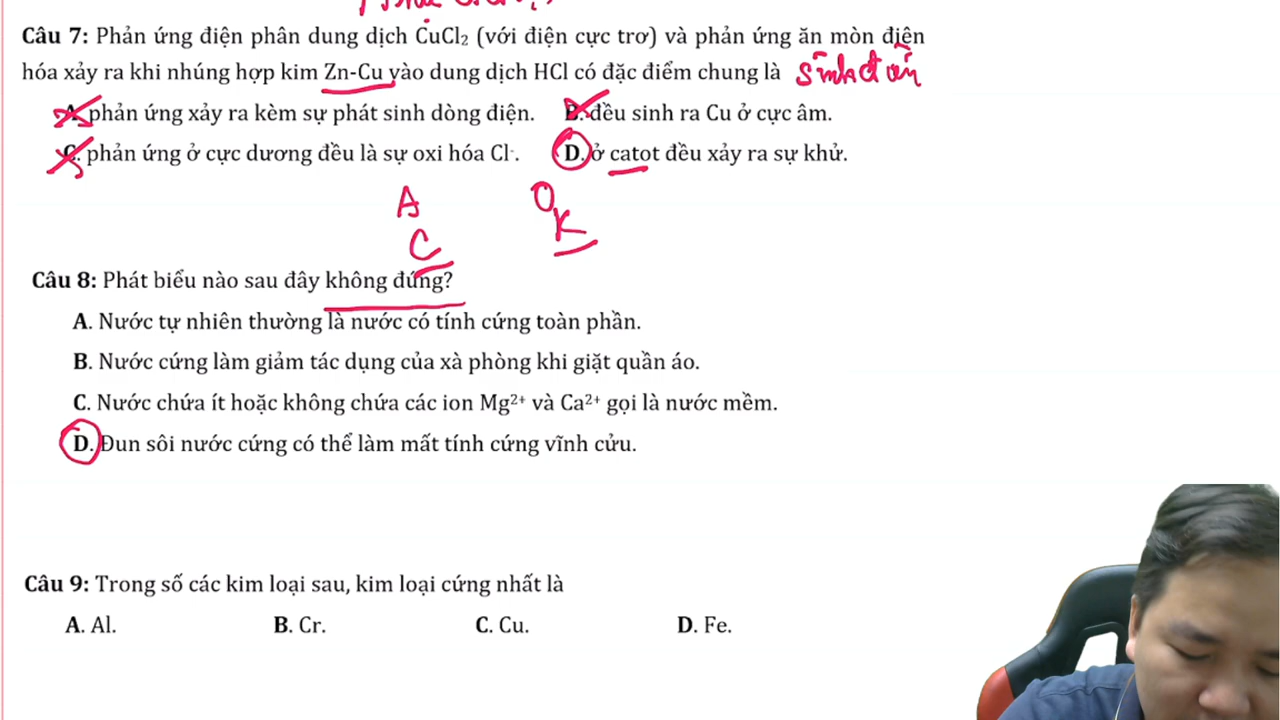 Câu 7: Phản ứng điện phân dung dịch CuCl₂ (với điện cực trơ) và phản ứng ăn mòn điện
hóa xảy ra khi nhúng hợp kim Zn-Cu vào dung dịch HCl có đặc điểm chung là
A. phản ứng xảy ra kèm sự phát sinh dòng điện. B. đều sinh ra Cu ở cực âm.
C. phản ứng ở cực dương đều là sự oxi hóa Cl⁻. D. ở catot đều xảy ra sự khử.
A O
C K
Câu 8: Phát biểu nào sau đây không đúng?
A. Nước tự nhiên thường là nước có tính cứng toàn phần.
B. Nước cứng làm giảm tác dụng của xà phòng khi giặt quần áo.
C. Nước chứa ít hoặc không chứa các ion Mg²⁺ và Ca²⁺ gọi là nước mềm.
D. Đun sôi nước cứng có thể làm mất tính cứng vĩnh cửu.
Câu 9: Trong số các kim loại sau, kim loại cứng nhất là
A. Al. B. Cr. C. Cu. D. Fe.